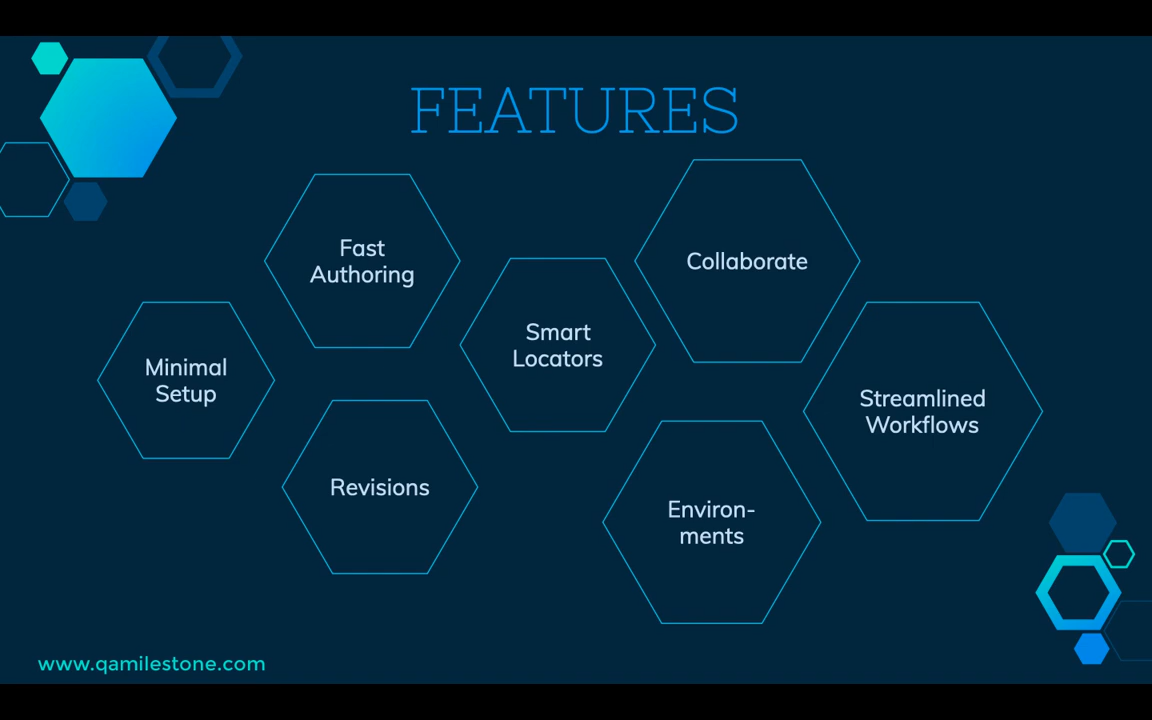 FEATURES
Fast
Authoring
Collaborate
Smart
Locators
Minimal
Setup
Streamlined
Workflows
Revisions
Environ-
ments
www.qamilestone.com